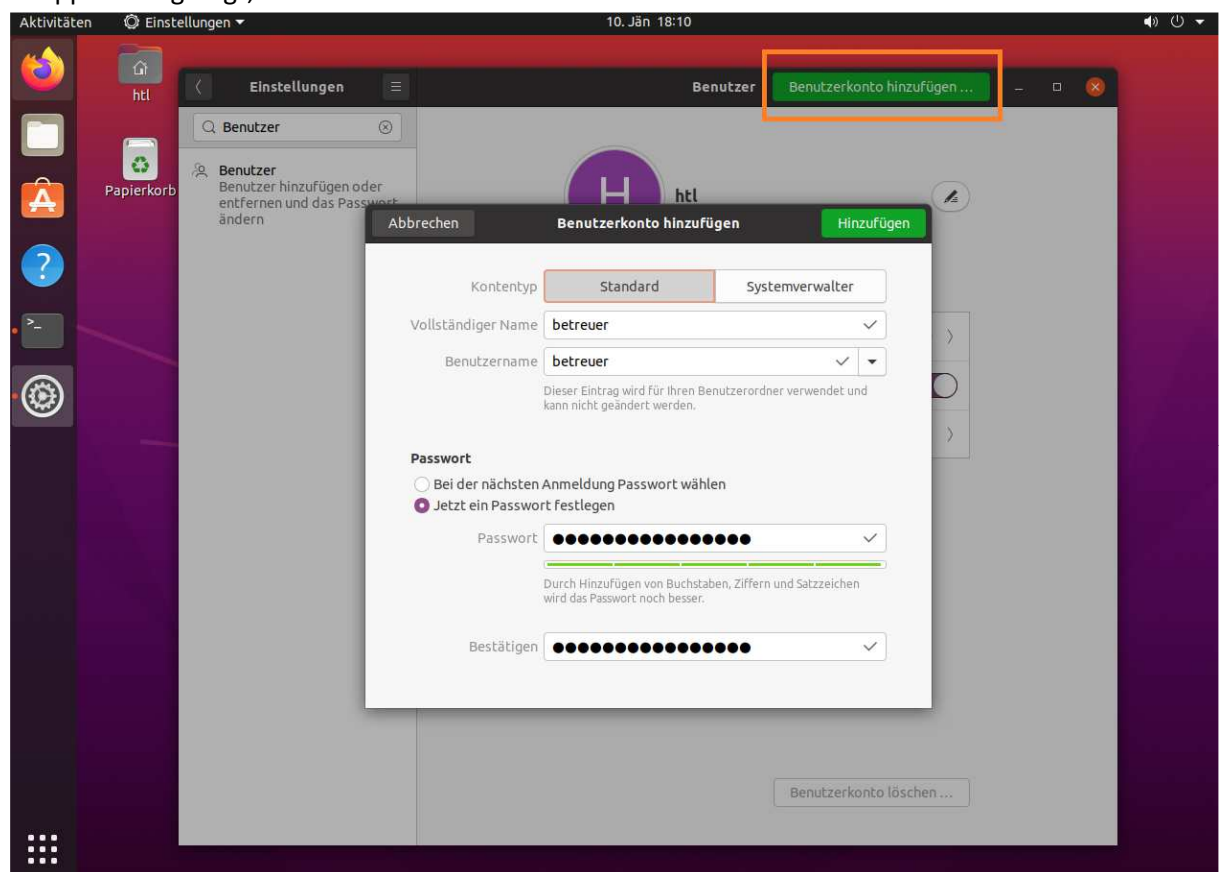 Aktivitäten
Einstellungen
10. Jän 18:10
htl
Papierkorb
Einstellungen
Benutzer
Benutzerkonto hinzufügen ...
Benutzer
Benutzer
Benutzer hinzufügen oder
entfernen und das Passwort
ändern
H
htl
Abbrechen
Benutzerkonto hinzufügen
Hinzufügen
Kontentyp
Standard
Systemverwalter
Vollständiger Name
betreuer
Benutzername
betreuer
Dieser Eintrag wird für Ihren Benutzerordner verwendet und
kann nicht geändert werden.
Passwort
Bei der nächsten Anmeldung Passwort wählen
Jetzt ein Passwort festlegen
Passwort
Durch Hinzufügen von Buchstaben, Ziffern und Satzzeichen
wird das Passwort noch besser.
Bestätigen
Benutzerkonto löschen ...